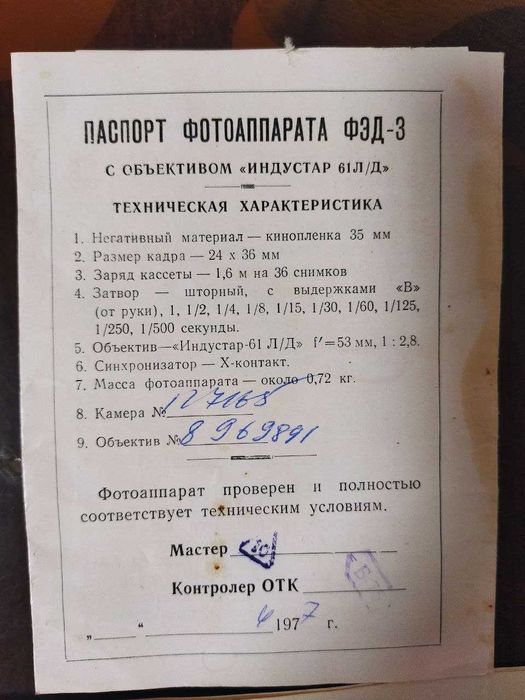 ПАСПОРТ ФОТОАППАРАТА ФЭД-3
С ОБЪЕКТИВОМ «ИНДУСТАР 61Л/Д»
ТЕХНИЧЕСКАЯ ХАРАКТЕРИСТИКА
1. Негативный материал — кинопленка 35 мм
2. Размер кадра — 24 х 36 мм
3. Заряд кассеты — 1,6 м на 36 снимков
4. Затвор — шторный, с выдержками «В»
(от руки), 1, 1/2, 1/4, 1/8, 1/15, 1/30, 1/60, 1/125,
1/250, 1/500 секунды.
5. Объектив—«Индустар-61 Л/Д» f'=53 мм, 1 : 2,8.
6. Синхронизатор — Х-контакт.
7. Масса фотоаппарата — около 0,72 кг.
8. Камера № 127165
9. Объектив № 8969891
Фотоаппарат проверен и полностью
соответствует техническим условиям.
Мастер
Контролер ОТК
„ “ 4 1977 г.